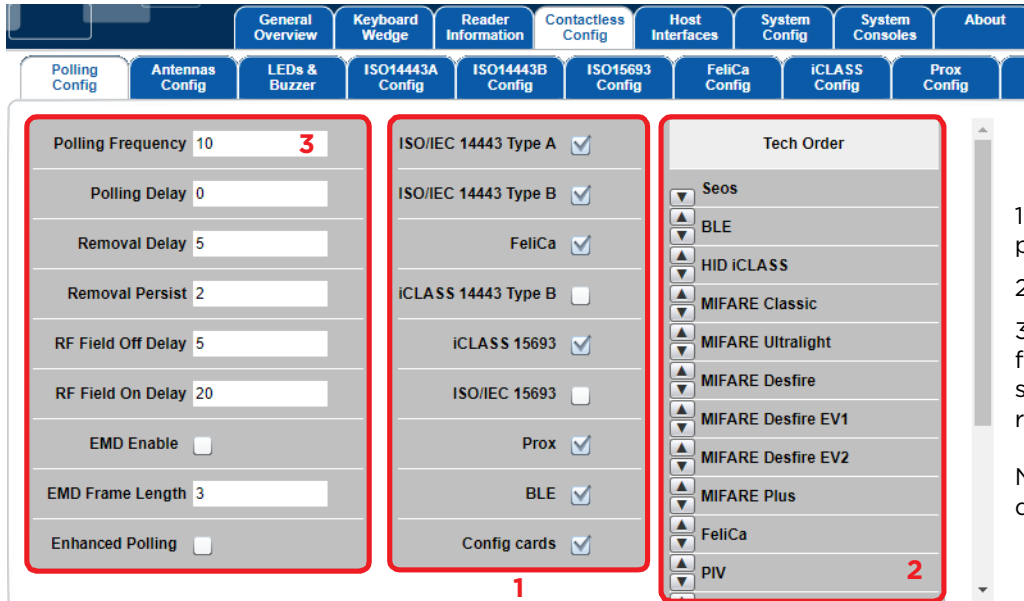 General Overview
Keyboard Wedge
Reader Information
Contactless Config
Host Interfaces
System Config
System Consoles
About
Polling Config
Antennas Config
LEDs & Buzzer
ISO14443A Config
ISO14443B Config
ISO15693 Config
FeliCa Config
iCLASS Config
Prox Config
Polling Frequency 10
3
Polling Delay 0
Removal Delay 5
Removal Persist 2
RF Field Off Delay 5
RF Field On Delay 20
EMD Enable
EMD Frame Length 3
Enhanced Polling
ISO/IEC 14443 Type A
ISO/IEC 14443 Type B
FeliCa
iCLASS 14443 Type B
iCLASS 15693
ISO/IEC 15693
Prox
BLE
Config cards
1
Tech Order
Seos
BLE
HID iCLASS
MIFARE Classic
MIFARE Ultralight
MIFARE Desfire
MIFARE Desfire EV1
MIFARE Desfire EV2
MIFARE Plus
FeliCa
PIV
2
1
2
3